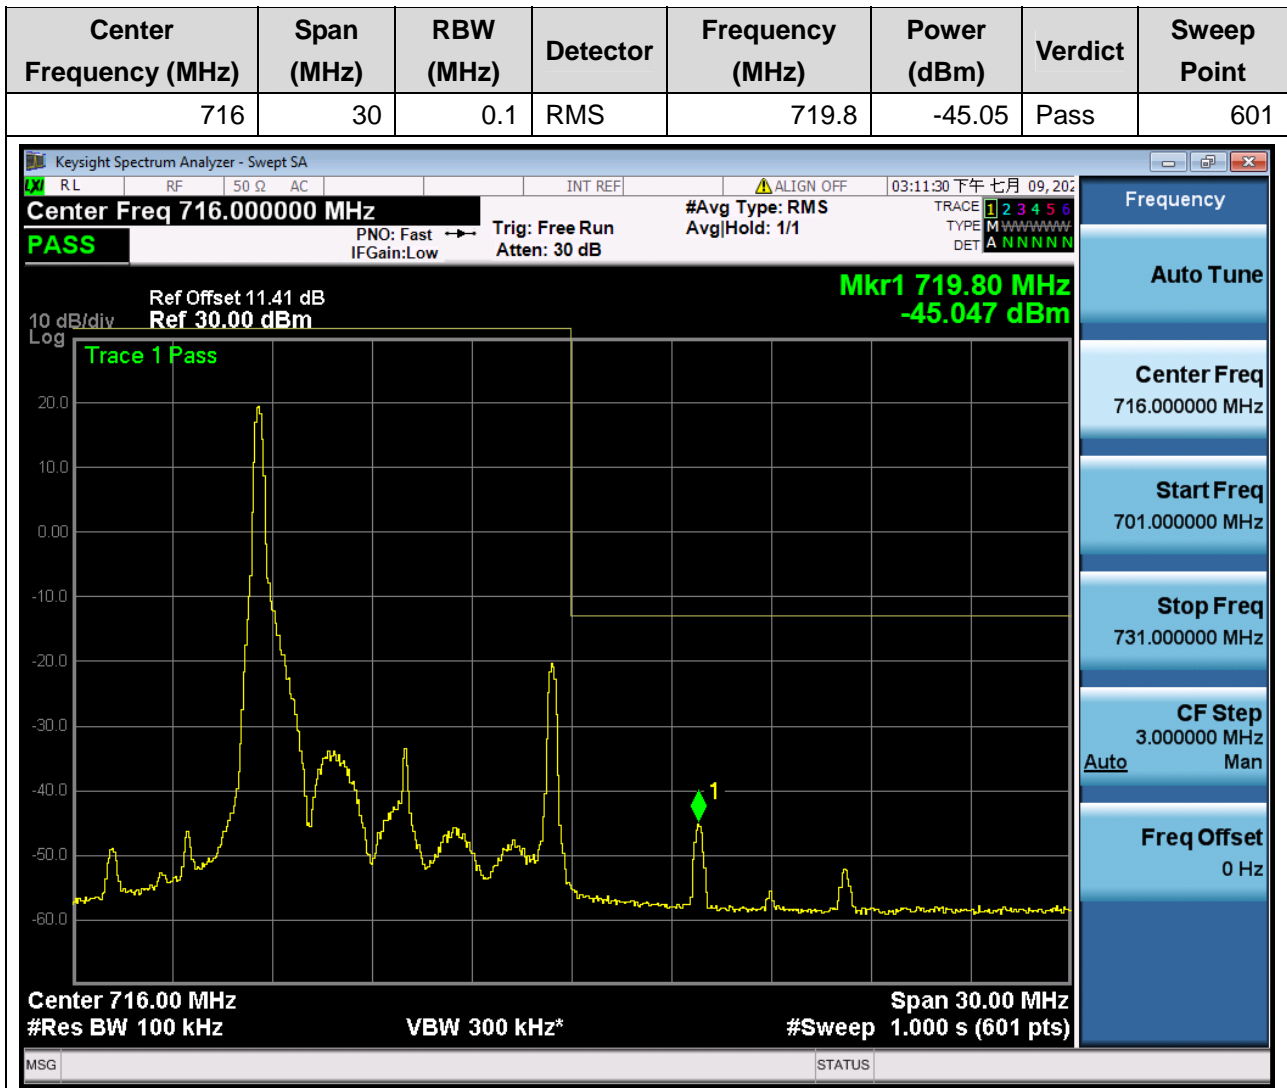 Center Frequency (MHz) Span (MHz) RBW (MHz) Detector Frequency (MHz) Power (dBm) Verdict Sweep Point
716 30 0.1 RMS 719.8 -45.05 Pass 601
Keysight Spectrum Analyzer - Swept SA
LXI RL RF 50 Ω AC INT REF ALIGN OFF 03:11:30 下午 七月 09, 202
Center Freq 716.000000 MHz
PASS
PNO: Fast
IFGain:Low
Trig: Free Run
Atten: 30 dB
#Avg Type: RMS
Avg|Hold: 1/1
TRACE 1 2 3 4 5 6
TYPE M WWWWW
DET A N N N N N
Mkr1 719.80 MHz
-45.047 dBm
Ref Offset 11.41 dB
10 dB/div Ref 30.00 dBm
Log
Trace 1 Pass
20.0
10.0
0.00
-10.0
-20.0
-30.0
-40.0
-50.0
-60.0
1
Center 716.00 MHz Span 30.00 MHz
#Res BW 100 kHz VBW 300 kHz* #Sweep 1.000 s (601 pts)
MSG STATUS
Frequency
Auto Tune
Center Freq
716.000000 MHz
Start Freq
701.000000 MHz
Stop Freq
731.000000 MHz
CF Step
3.000000 MHz
Auto Man
Freq Offset
0 Hz